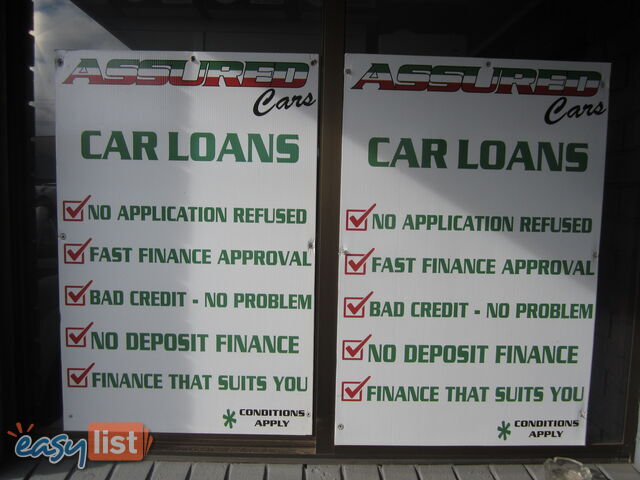 ASSURED
Cars
CAR LOANS
NO APPLICATION REFUSED
FAST FINANCE APPROVAL
BAD CREDIT - NO PROBLEM
NO DEPOSIT FINANCE
FINANCE THAT SUITS YOU
* CONDITIONS
APPLY
ASSURED
Cars
CAR LOANS
NO APPLICATION REFUSED
FAST FINANCE APPROVAL
BAD CREDIT - NO PROBLEM
NO DEPOSIT FINANCE
FINANCE THAT SUITS YOU
* CONDITIONS
APPLY
easy list